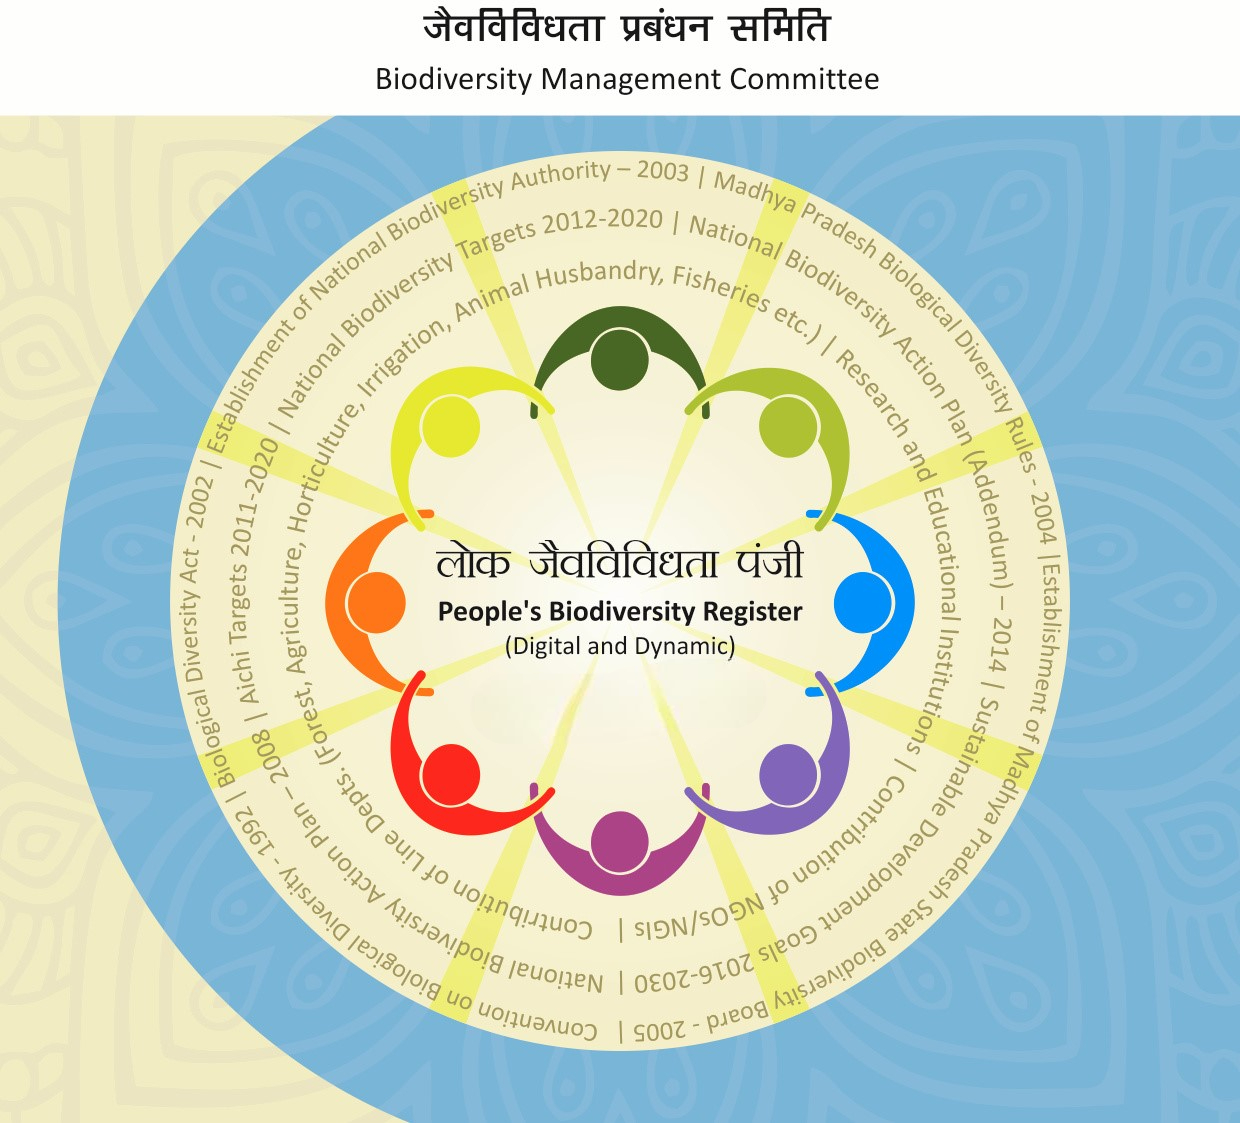 जैवविविधता प्रबंधन समिति
Biodiversity Management Committee
Convention on Biological Diversity - 1992 | Biological Diversity Act - 2002 | Establishment of National Biodiversity Authority – 2003 | Madhya Pradesh Biological Diversity Rules - 2004 | Establishment of Madhya Pradesh State Biodiversity Board - 2005 |
National Biodiversity Action Plan – 2008 | Aichi Targets 2011-2020 | National Biodiversity Targets 2012-2020 | National Biodiversity Action Plan (Addendum) – 2014 | Sustainable Development Goals 2016-2030 |
Contribution of Line Depts. (Forest, Agriculture, Horticulture, Irrigation, Animal Husbandry, Fisheries etc.) | Research and Educational Institutions | Contribution of NGOs/NGIs |
लोक जैवविविधता पंजी
People's Biodiversity Register
(Digital and Dynamic)